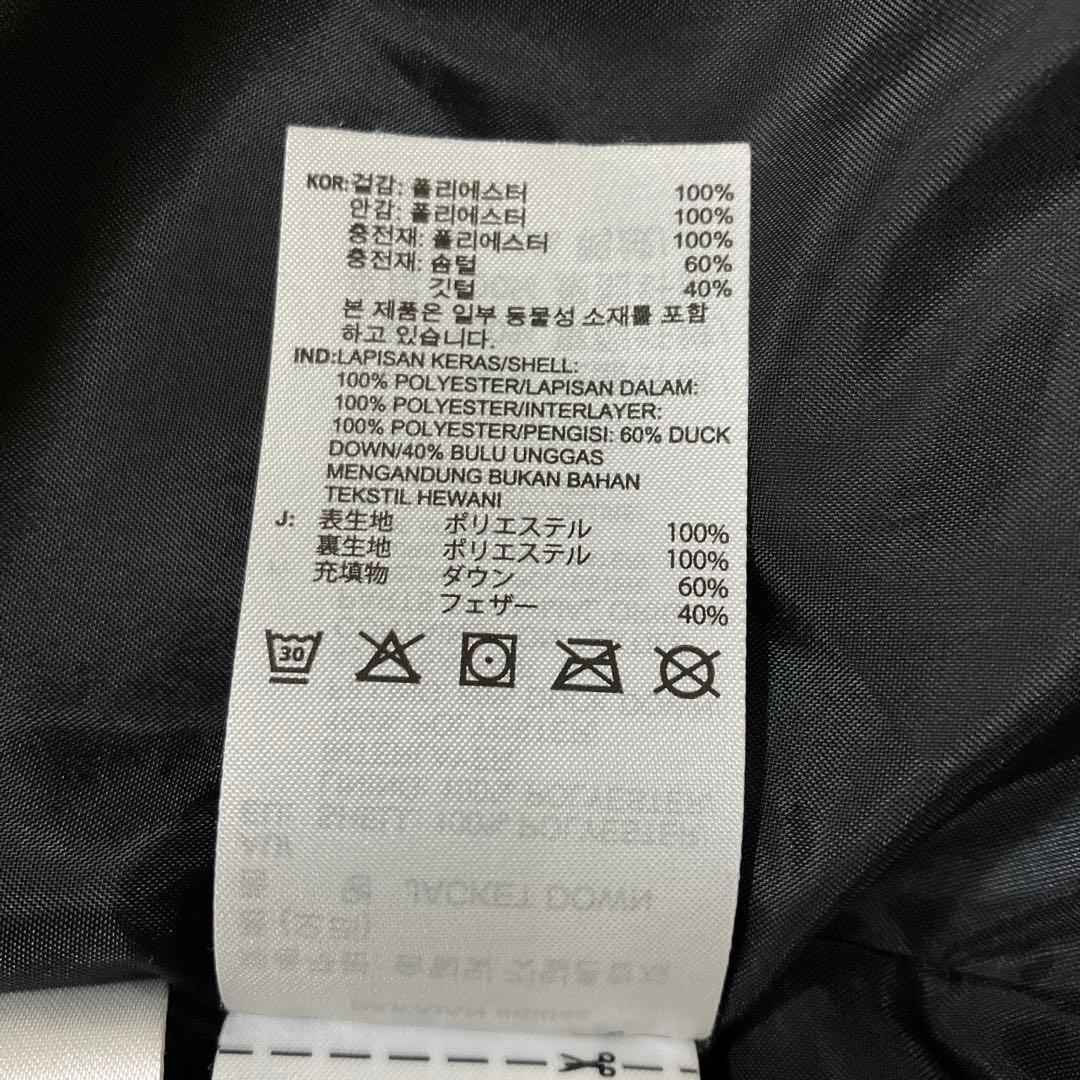 KOR:겉감: 폴리에스터 100%
안감: 폴리에스터 100%
충전재: 폴리에스터 100%
충전재: 솜털 60%
깃털 40%
본 제품은 일부 동물성 소재를 포함
하고 있습니다.
IND:LAPISAN KERAS/SHELL:
100% POLYESTER/LAPISAN DALAM:
100% POLYESTER/INTERLAYER:
100% POLYESTER/PENGISI: 60% DUCK
DOWN/40% BULU UNGGAS
MENGANDUNG BUKAN BAHAN
TEKSTIL HEWANI
J: 表生地 ポリエステル 100%
裏生地 ポリエステル 100%
充填物 ダウン 60%
フェザー 40%
30
100% POLYESTER
JACKET DOWN